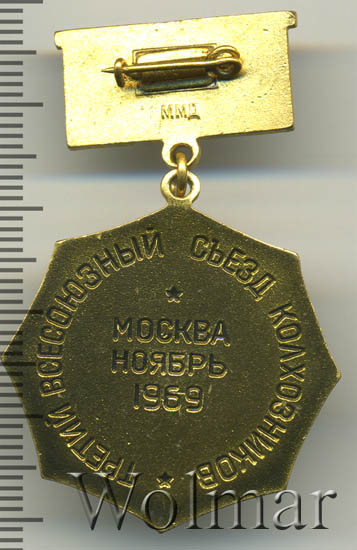 ММД
ТРЕТИЙ ВСЕСОЮЗНЫЙ СЪЕЗД КОЛХОЗНИКОВ
МОСКВА
НОЯБРЬ
1969
Wolmar